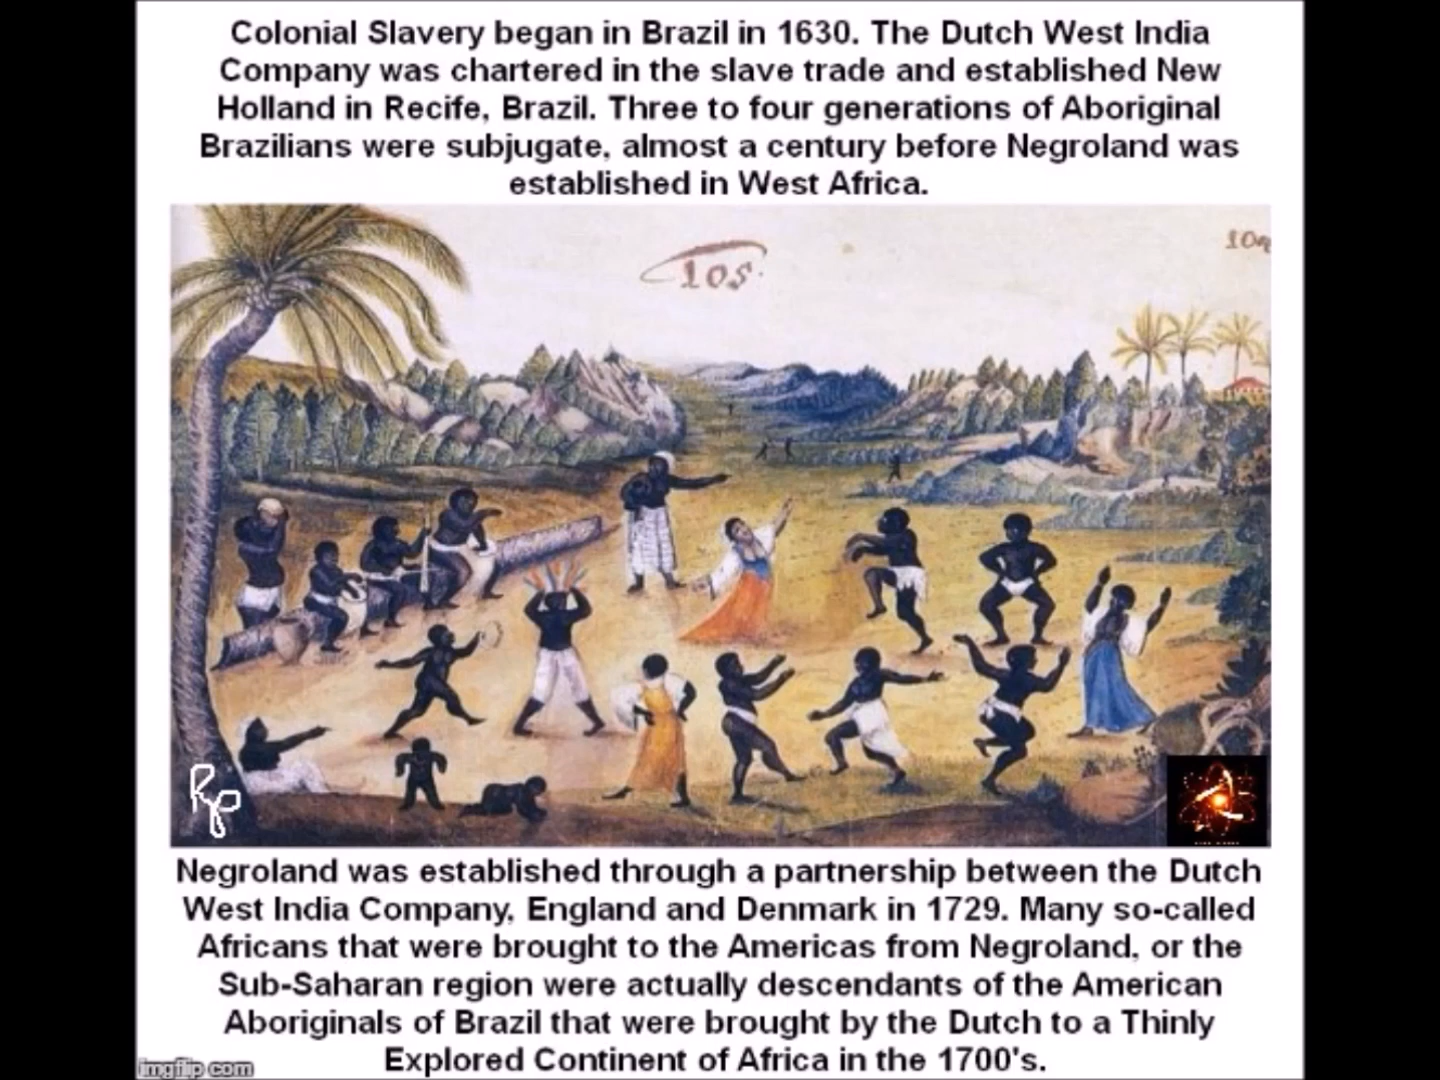 Colonial Slavery began in Brazil in 1630. The Dutch West India
Company was chartered in the slave trade and established New
Holland in Recife, Brazil. Three to four generations of Aboriginal
Brazilians were subjugate, almost a century before Negroland was
established in West Africa.
105.
Negroland was established through a partnership between the Dutch
West India Company, England and Denmark in 1729. Many so-called
Africans that were brought to the Americas from Negroland, or the
Sub-Saharan region were actually descendants of the American
Aboriginals of Brazil that were brought by the Dutch to a Thinly
Explored Continent of Africa in the 1700's.
imgflip.com